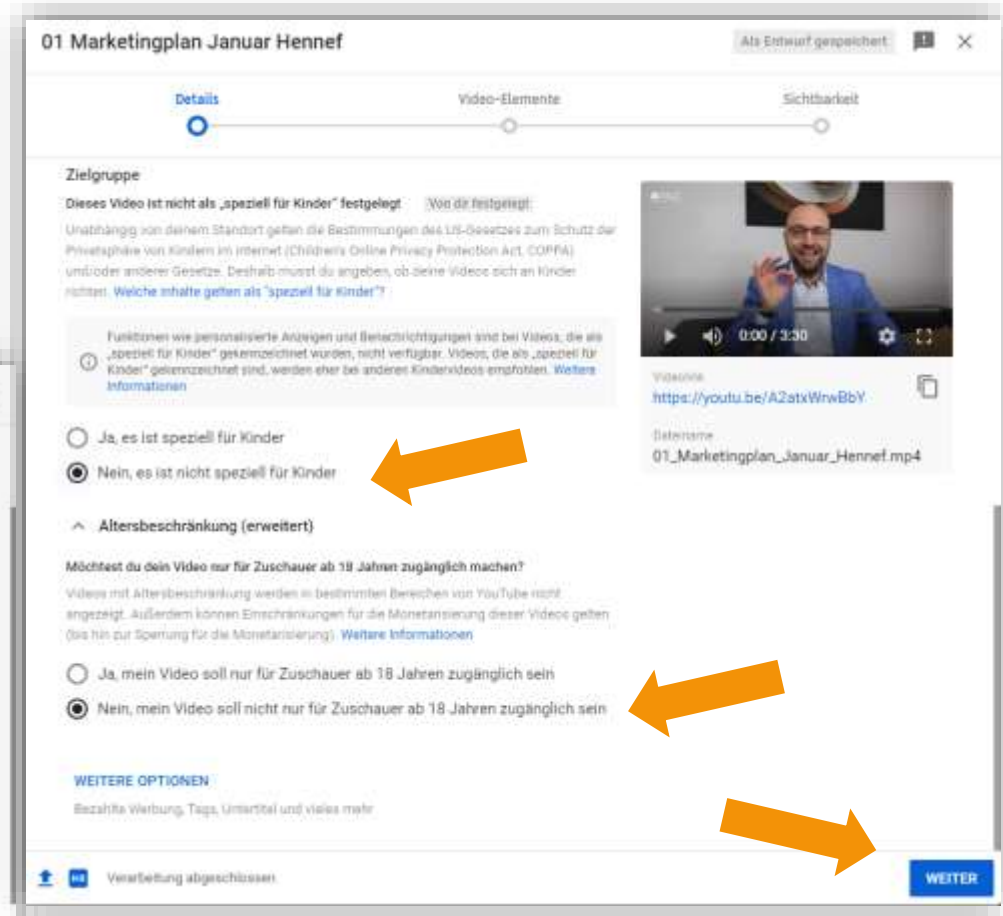 01 Marketingplan Januar Hennef
Als Entwurf gespeichert
Details
Video-Elemente
Sichtbarkeit
Zielgruppe
Dieses Video ist nicht als „speziell für Kinder“ festgelegt
Von dir festgelegt
Unabhängig von deinem Standort gelten die Bestimmungen des US-Gesetzes zum Schutz der
Privatsphäre von Kindern im Internet (Children's Online Privacy Protection Act, COPPA)
und/oder anderer Gesetze. Deshalb musst du angeben, ob deine Videos sich an Kinder
richten. Welche Inhalte gelten als "speziell für Kinder"?
Funktionen wie personalisierte Anzeigen und Benachrichtigungen sind bei Videos, die als
„speziell für Kinder“ gekennzeichnet wurden, nicht verfügbar. Videos, die als „speziell für
Kinder“ gekennzeichnet sind, werden eher bei anderen Kindervideos empfohlen. Weitere
Informationen
0:00 / 3:30
Videolink
https://youtu.be/A2atxWrwBbY
Dateiname
01_Marketingplan_Januar_Hennef.mp4
Ja, es ist speziell für Kinder
Nein, es ist nicht speziell für Kinder
Altersbeschränkung (erweitert)
Möchtest du dein Video nur für Zuschauer ab 18 Jahren zugänglich machen?
Videos mit Altersbeschränkung werden in bestimmten Bereichen von YouTube nicht
angezeigt. Außerdem können Einschränkungen für die Monetarisierung dieser Videos gelten
(bis hin zur Sperrung für die Monetarisierung). Weitere Informationen
Ja, mein Video soll nur für Zuschauer ab 18 Jahren zugänglich sein
Nein, mein Video soll nicht nur für Zuschauer ab 18 Jahren zugänglich sein
WEITERE OPTIONEN
Bezahlte Werbung, Tags, Untertitel und vieles mehr
HD
Verarbeitung abgeschlossen
WEITER